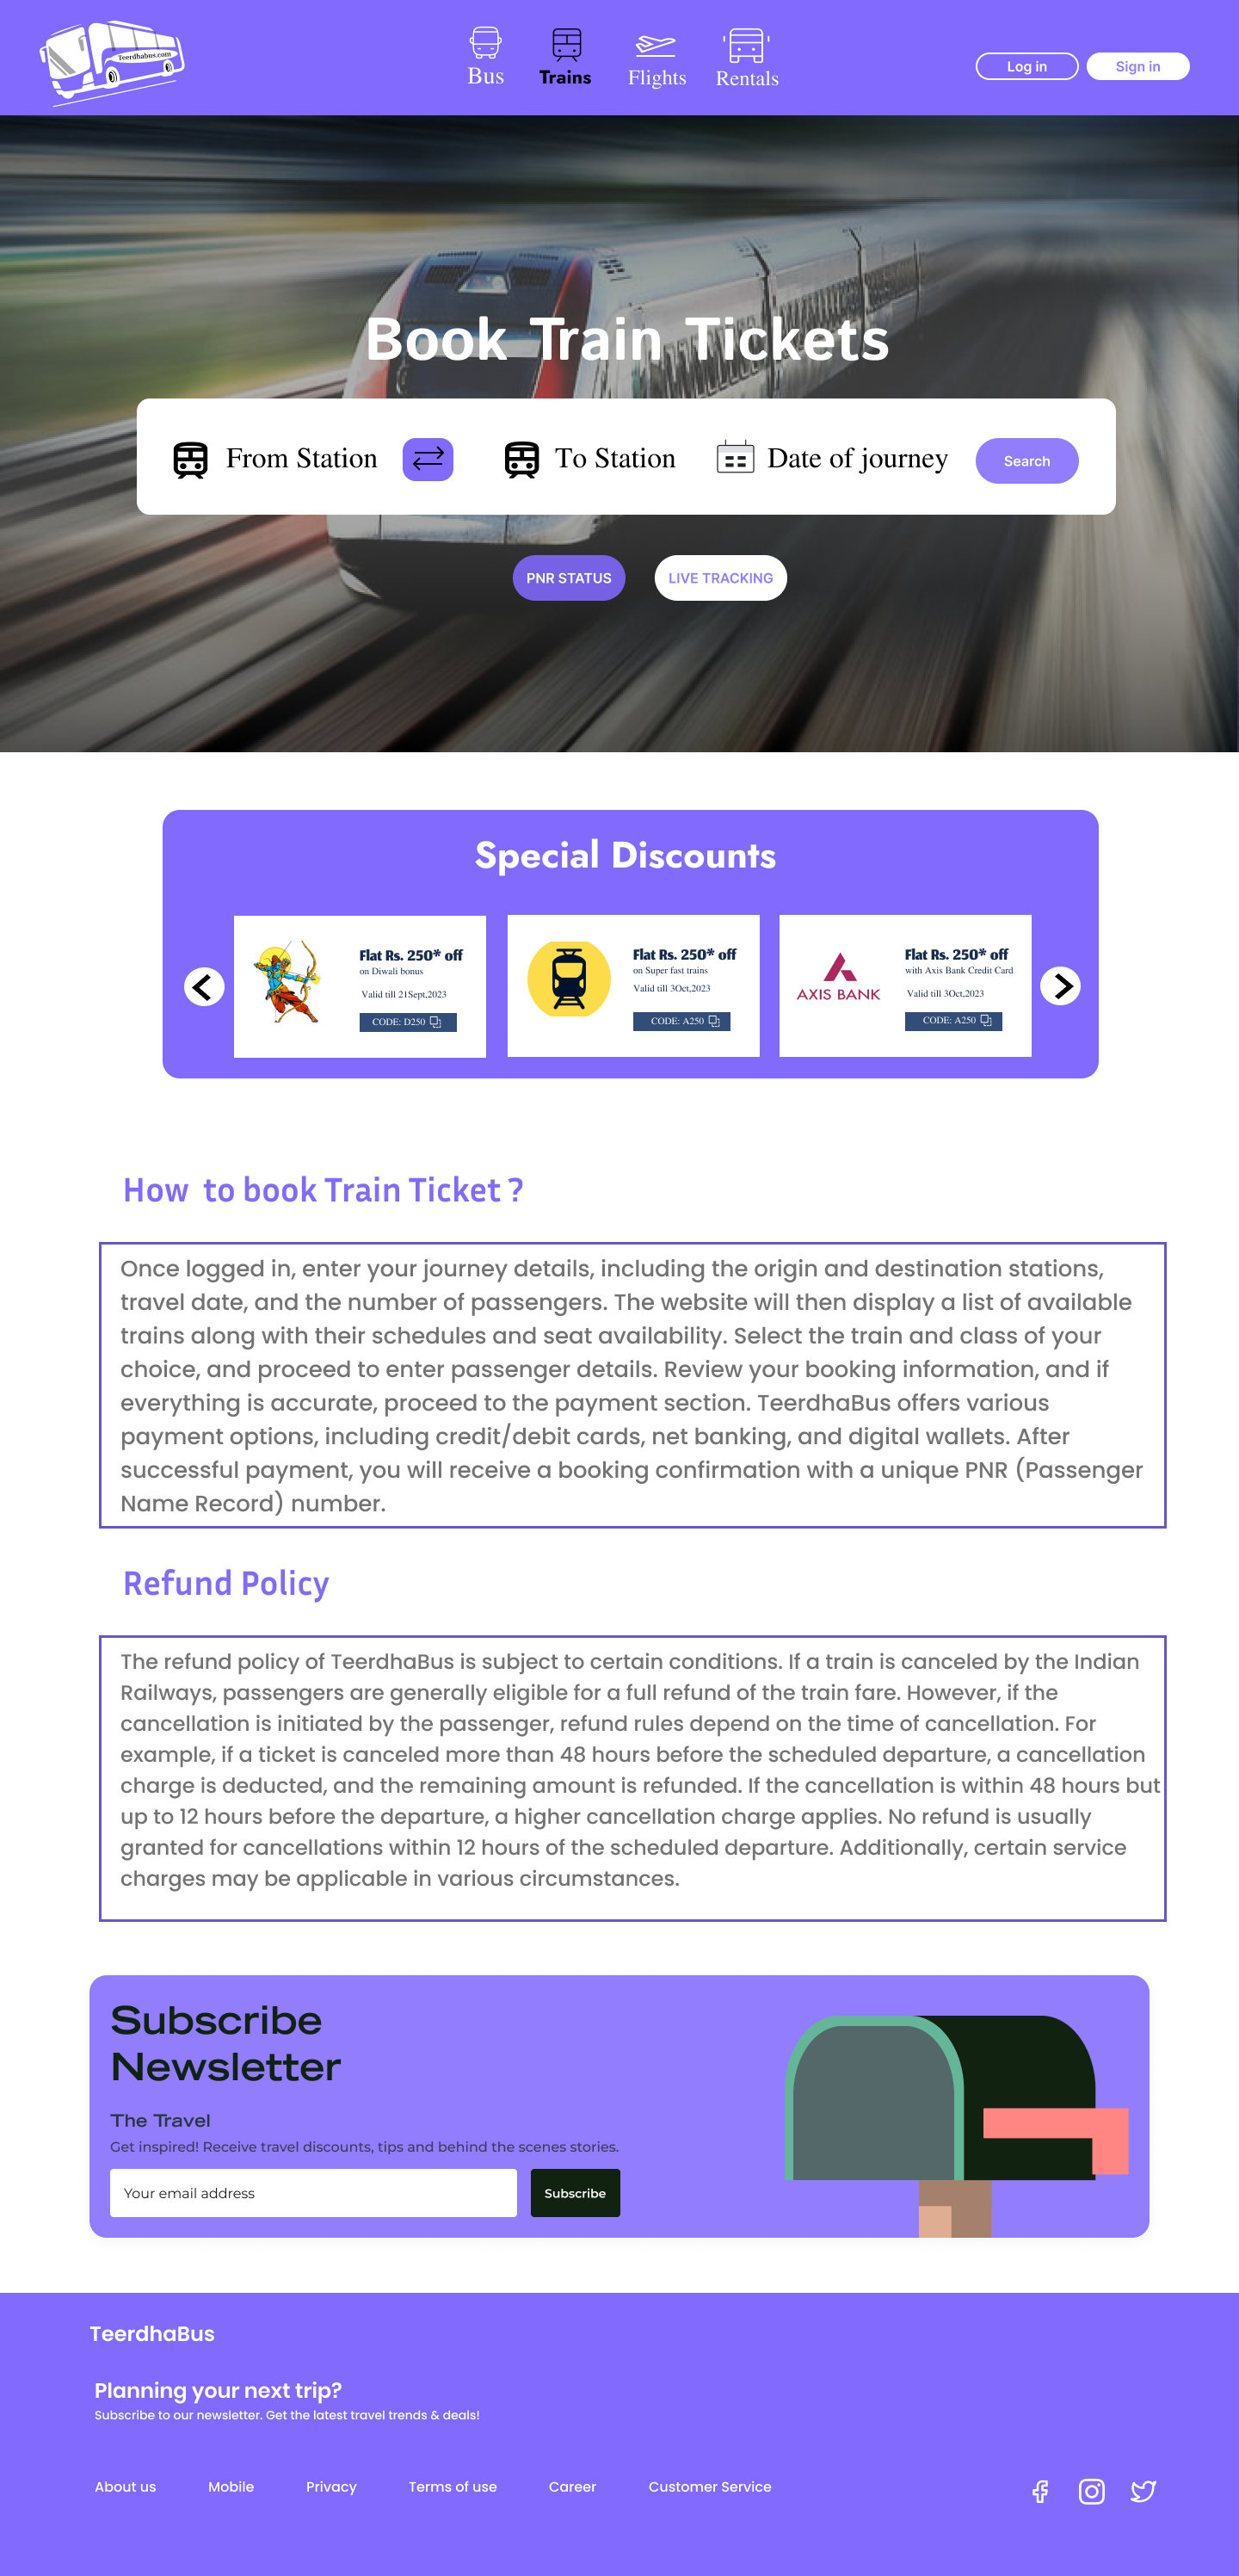 Teerdhabus.com
Bus
Trains
Flights
Rentals
Log in
Sign in
Book Train Tickets
From Station
To Station
Date of journey
Search
PNR STATUS
LIVE TRACKING
Special Discounts
Flat Rs. 250* off
on Diwali bonus
Valid till 21Sept,2023
CODE: D250
Flat Rs. 250* off
on Super fast trains
Valid till 3Oct,2023
CODE: A250
AXIS BANK
Flat Rs. 250* off
with Axis Bank Credit Card
Valid till 3Oct,2023
CODE: A250
How to book Train Ticket ?
Once logged in, enter your journey details, including the origin and destination stations,
travel date, and the number of passengers. The website will then display a list of available
trains along with their schedules and seat availability. Select the train and class of your
choice, and proceed to enter passenger details. Review your booking information, and if
everything is accurate, proceed to the payment section. TeerdhaBus offers various
payment options, including credit/debit cards, net banking, and digital wallets. After
successful payment, you will receive a booking confirmation with a unique PNR (Passenger
Name Record) number.
Refund Policy
The refund policy of TeerdhaBus is subject to certain conditions. If a train is canceled by the Indian
Railways, passengers are generally eligible for a full refund of the train fare. However, if the
cancellation is initiated by the passenger, refund rules depend on the time of cancellation. For
example, if a ticket is canceled more than 48 hours before the scheduled departure, a cancellation
charge is deducted, and the remaining amount is refunded. If the cancellation is within 48 hours but
up to 12 hours before the departure, a higher cancellation charge applies. No refund is usually
granted for cancellations within 12 hours of the scheduled departure. Additionally, certain service
charges may be applicable in various circumstances.
Subscribe
Newsletter
The Travel
Get inspired! Receive travel discounts, tips and behind the scenes stories.
Your email address
Subscribe
TeerdhaBus
Planning your next trip?
Subscribe to our newsletter. Get the latest travel trends & deals!
About us
Mobile
Privacy
Terms of use
Career
Customer Service